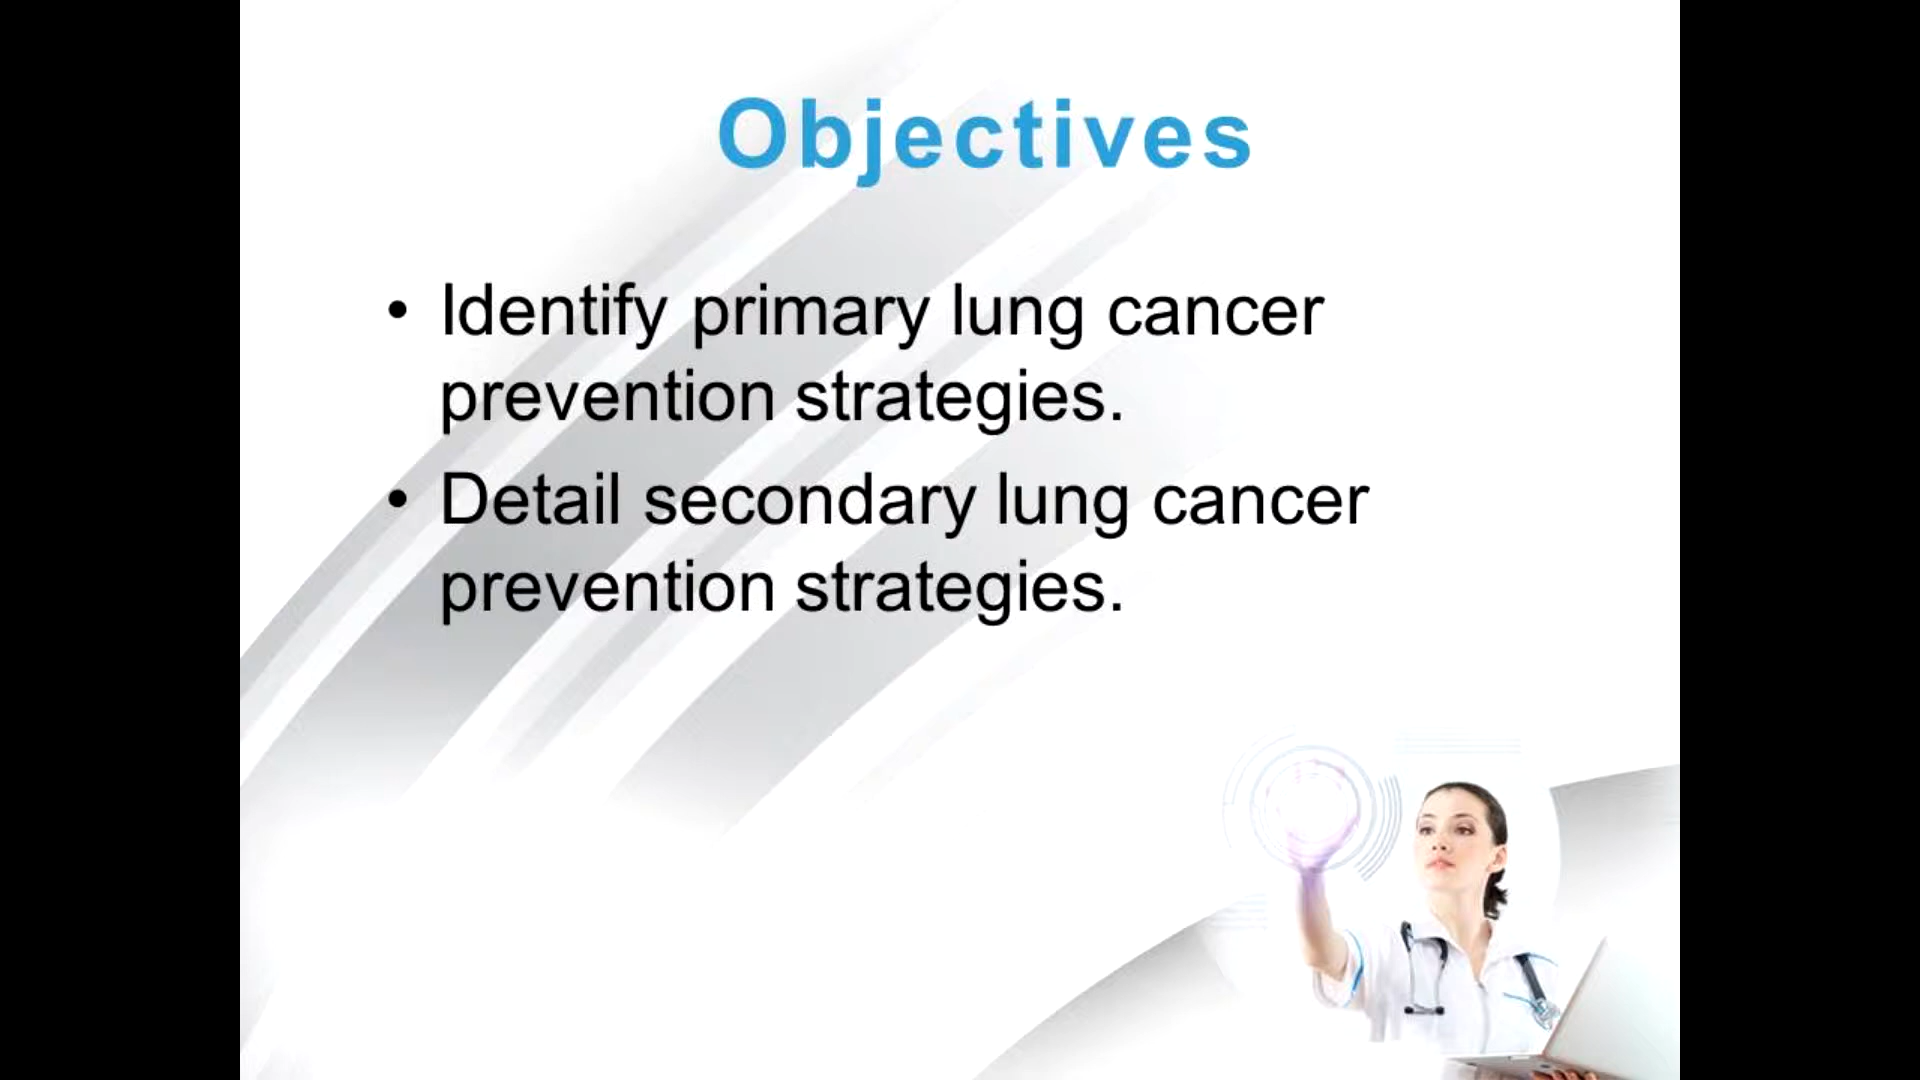 Objectives
• Identify primary lung cancer
prevention strategies.
• Detail secondary lung cancer
prevention strategies.